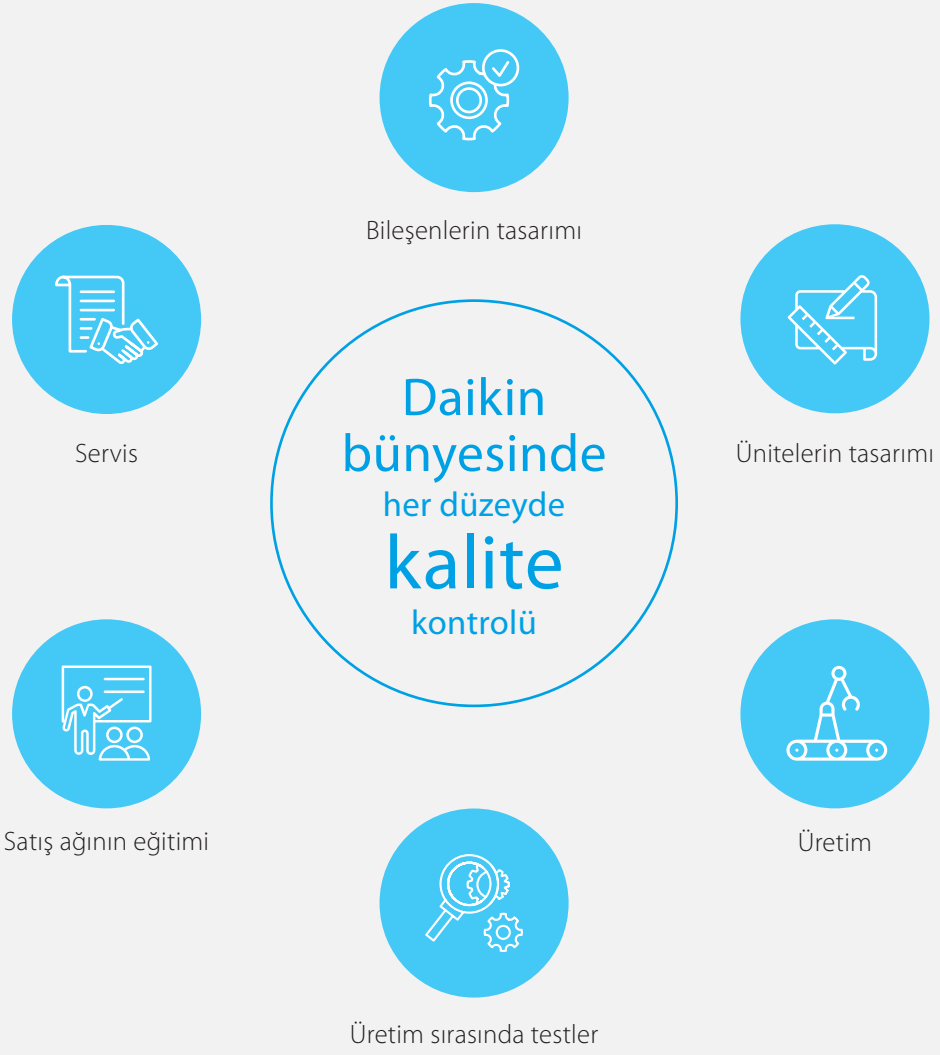 Bileşenlerin tasarımı
Servis
Ünitelerin tasarımı
Daikin
bünyesinde
her düzeyde
kalite
kontrolü
Satış ağının eğitimi
Üretim
Üretim sırasında testler